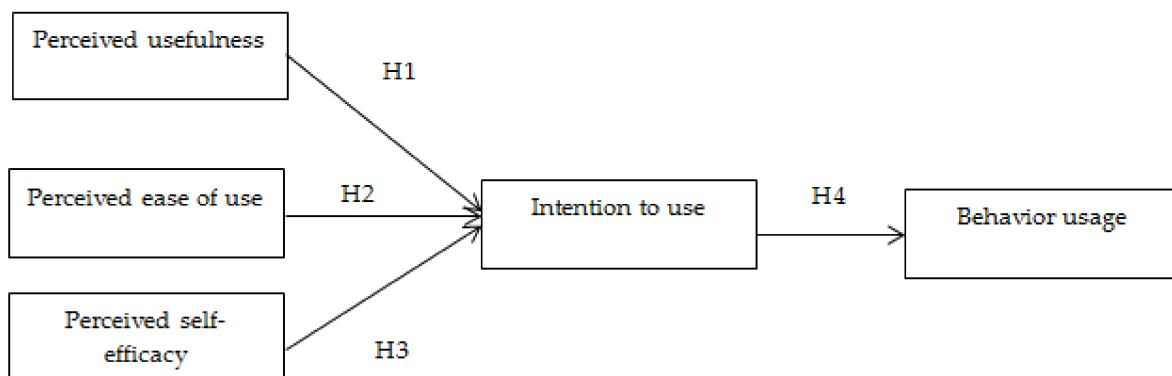 Perceived usefulness
H1
Perceived ease of use
H2
Intention to use
H4
Behavior usage
Perceived self-
efficacy
H3